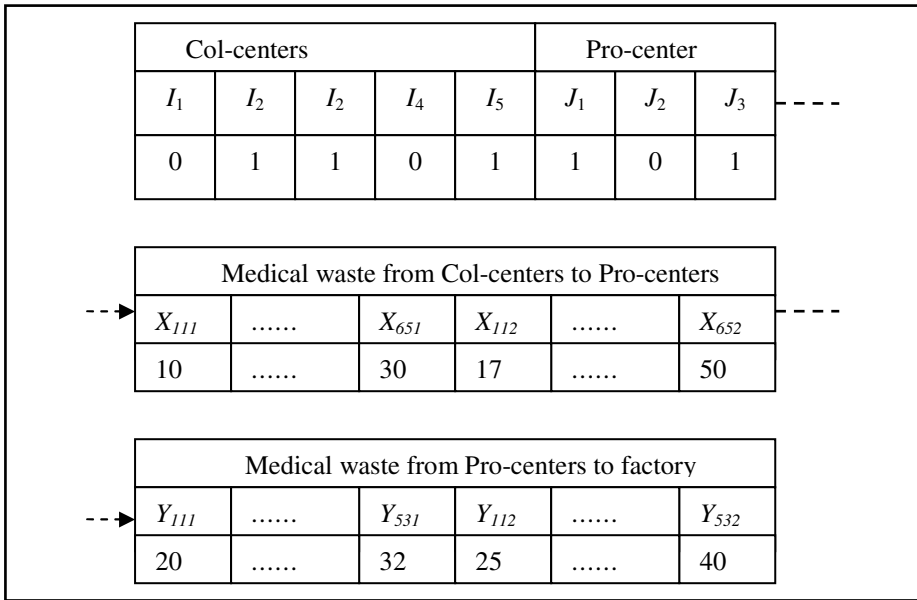 Col-centers Pro-center
I₁ I₂ I₂ I₄ I₅ J₁ J₂ J₃
0 1 1 0 1 1 0 1
Medical waste from Col-centers to Pro-centers
X₁₁₁ ...... X₆₅₁ X₁₁₂ ...... X₆₅₂
10 ...... 30 17 ...... 50
Medical waste from Pro-centers to factory
Y₁₁₁ ...... Y₅₃₁ Y₁₁₂ ...... Y₅₃₂
20 ...... 32 25 ...... 40